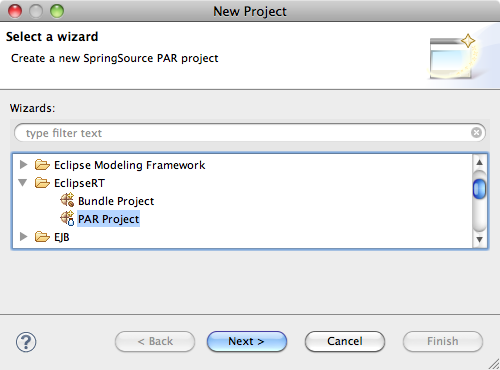 New Project
Select a wizard
Create a new SpringSource PAR project
Wizards:
type filter text
Eclipse Modeling Framework
EclipseRT
Bundle Project
PAR Project
EJB
?
< Back
Next >
Cancel
Finish